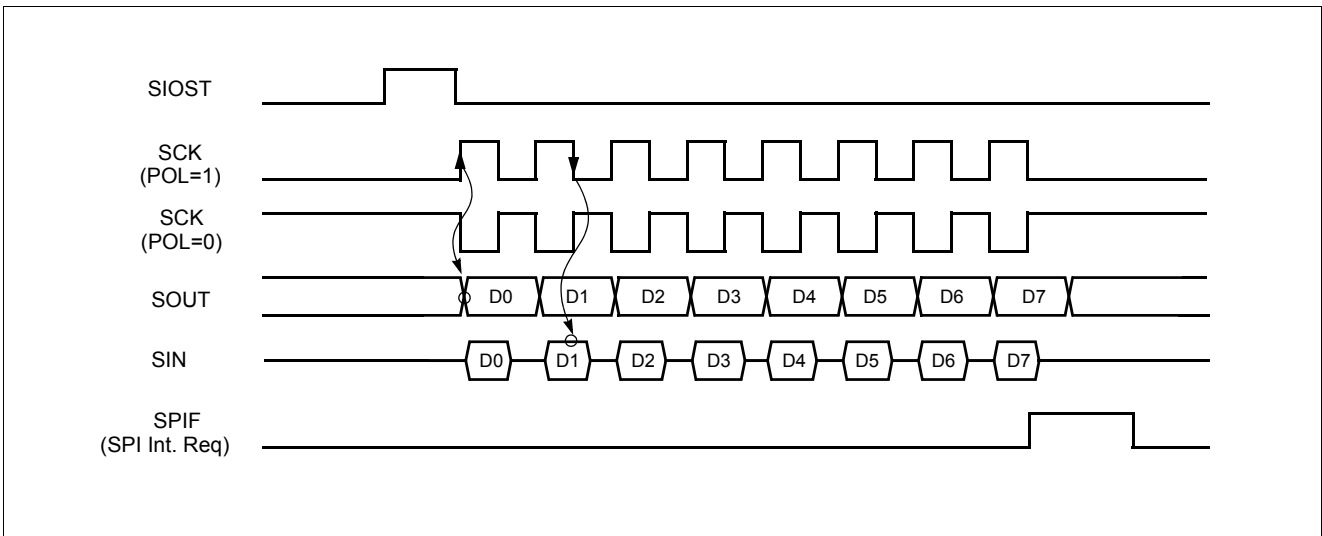 SIOST
SCK
(POL=1)
SCK
(POL=0)
SOUT
D0 D1 D2 D3 D4 D5 D6 D7
SIN
D0 D1 D2 D3 D4 D5 D6 D7
SPIF
(SPI Int. Req)